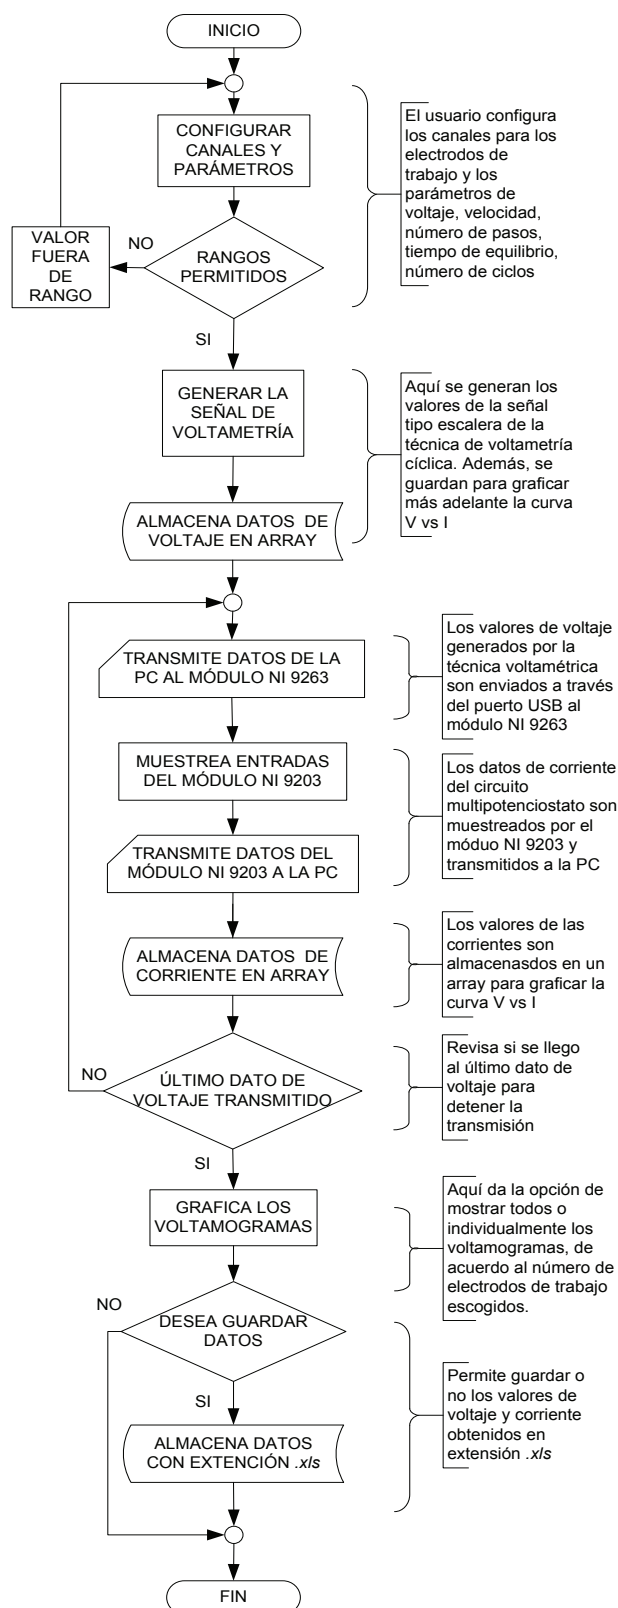 INICIO
CONFIGURAR
CANALES Y
PARÁMETROS
El usuario configura
los canales para los
electrodos de
trabajo y los
parámetros de
voltaje, velocidad,
número de pasos,
tiempo de equilibrio,
número de ciclos
VALOR
FUERA
DE
RANGO
NO
RANGOS
PERMITIDOS
SI
GENERAR LA
SEÑAL DE
VOLTAMETRÍA
Aquí se generan los
valores de la señal
tipo escalera de la
técnica de voltametría
cíclica. Además, se
guardan para graficar
más adelante la curva
V vs I
ALMACENA DATOS DE
VOLTAJE EN ARRAY
TRANSMITE DATOS DE LA
PC AL MÓDULO NI 9263
Los valores de voltaje
generados por la
técnica voltamétrica
son enviados a través
del puerto USB al
módulo NI 9263
MUESTREA ENTRADAS
DEL MÓDULO NI 9203
Los datos de corriente
del circuito
multipotenciostato son
muestreados por el
móduo NI 9203 y
transmitidos a la PC
TRANSMITE DATOS DEL
MÓDULO NI 9203 A LA PC
ALMACENA DATOS DE
CORRIENTE EN ARRAY
Los valores de las
corrientes son
almacenasdos en un
array para graficar la
curva V vs I
NO
ÚLTIMO DATO DE
VOLTAJE TRANSMITIDO
Revisa si se llego
al último dato de
voltaje para
detener la
transmisión
SI
GRAFICA LOS
VOLTAMOGRAMAS
Aquí da la opción de
mostrar todos o
individualmente los
voltamogramas, de
acuerdo al número de
electrodos de trabajo
escogidos.
NO
DESEA GUARDAR
DATOS
SI
Permite guardar o
no los valores de
voltaje y corriente
obtenidos en
extensión .xls
ALMACENA DATOS
CON EXTENCIÓN .xls
FIN